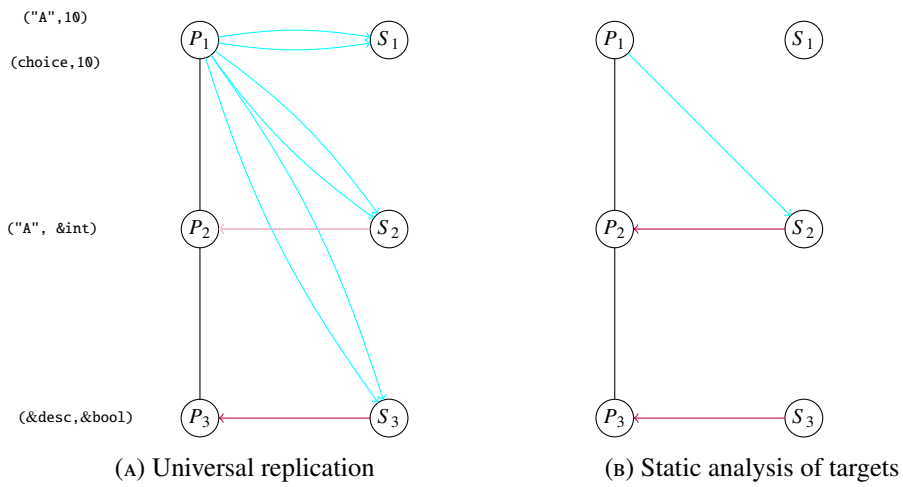 ("A",10)
P1 S1 P1 S1
(choice,10)
("A", &int) P2 S2 P2 S2
(&desc,&bool) P3 S3 P3 S3
(A) Universal replication (B) Static analysis of targets